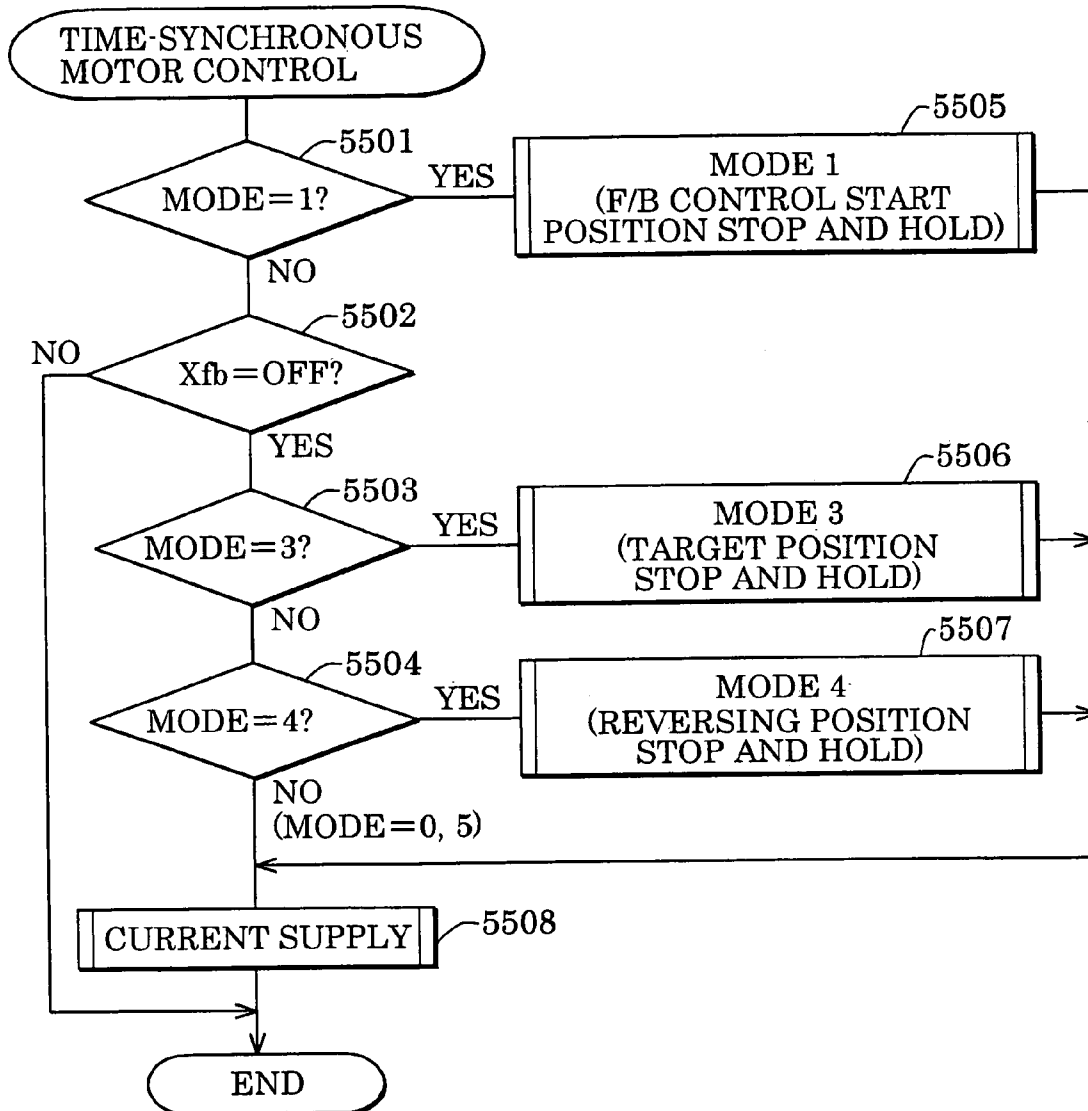 TIME-SYNCHRONOUS
MOTOR CONTROL
5501
MODE=1?
YES
NO
5505
MODE 1
(F/B CONTROL START
POSITION STOP AND HOLD)
5502
Xfb=OFF?
NO
YES
5503
MODE=3?
YES
NO
5506
MODE 3
(TARGET POSITION
STOP AND HOLD)
5504
MODE=4?
YES
NO
(MODE=0, 5)
5507
MODE 4
(REVERSING POSITION
STOP AND HOLD)
CURRENT SUPPLY
5508
END